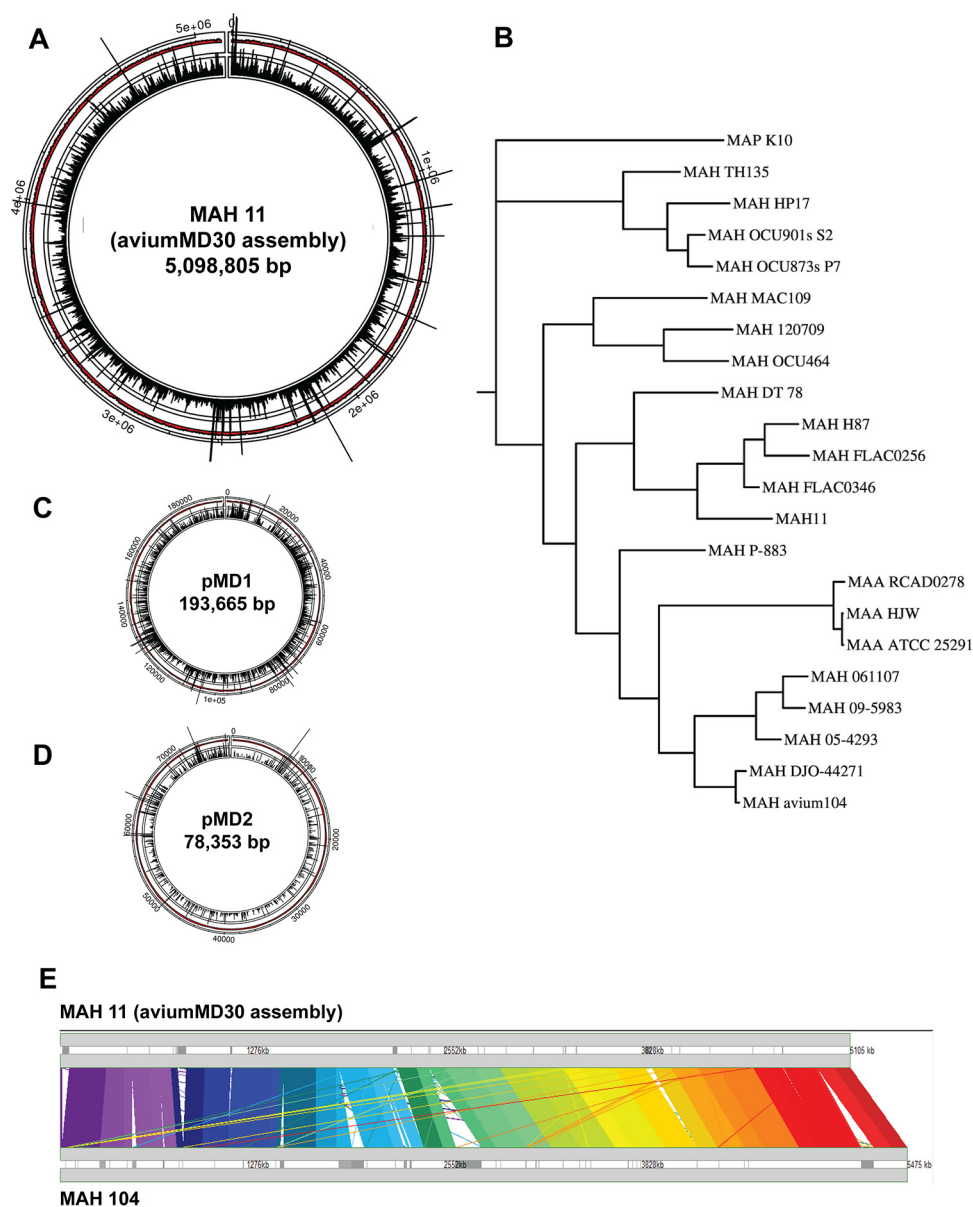 A
5e+06
0
1e+06
2e+06
3e+06
4e+06
MAH 11
(aviumMD30 assembly)
5,098,805 bp
B
MAP K10
MAH TH135
MAH HP17
MAH OCU901s S2
MAH OCU873s P7
MAH MAC109
MAH 120709
MAH OCU464
MAH DT 78
MAH H87
MAH FLAC0256
MAH FLAC0346
MAH11
MAH P-883
MAA RCAD0278
MAA HJW
MAA ATCC 25291
MAH 061107
MAH 09-5983
MAH 05-4293
MAH DJO-44271
MAH avium104
C
0
20000
40000
60000
80000
1e+05
120000
140000
160000
180000
pMD1
193,665 bp
D
0
10000
20000
30000
40000
50000
60000
70000
pMD2
78,353 bp
E
MAH 11 (aviumMD30 assembly)
1276kb 2552kb 3828kb 5105 kb
1276kb 2552kb 3828kb 5475 kb
MAH 104